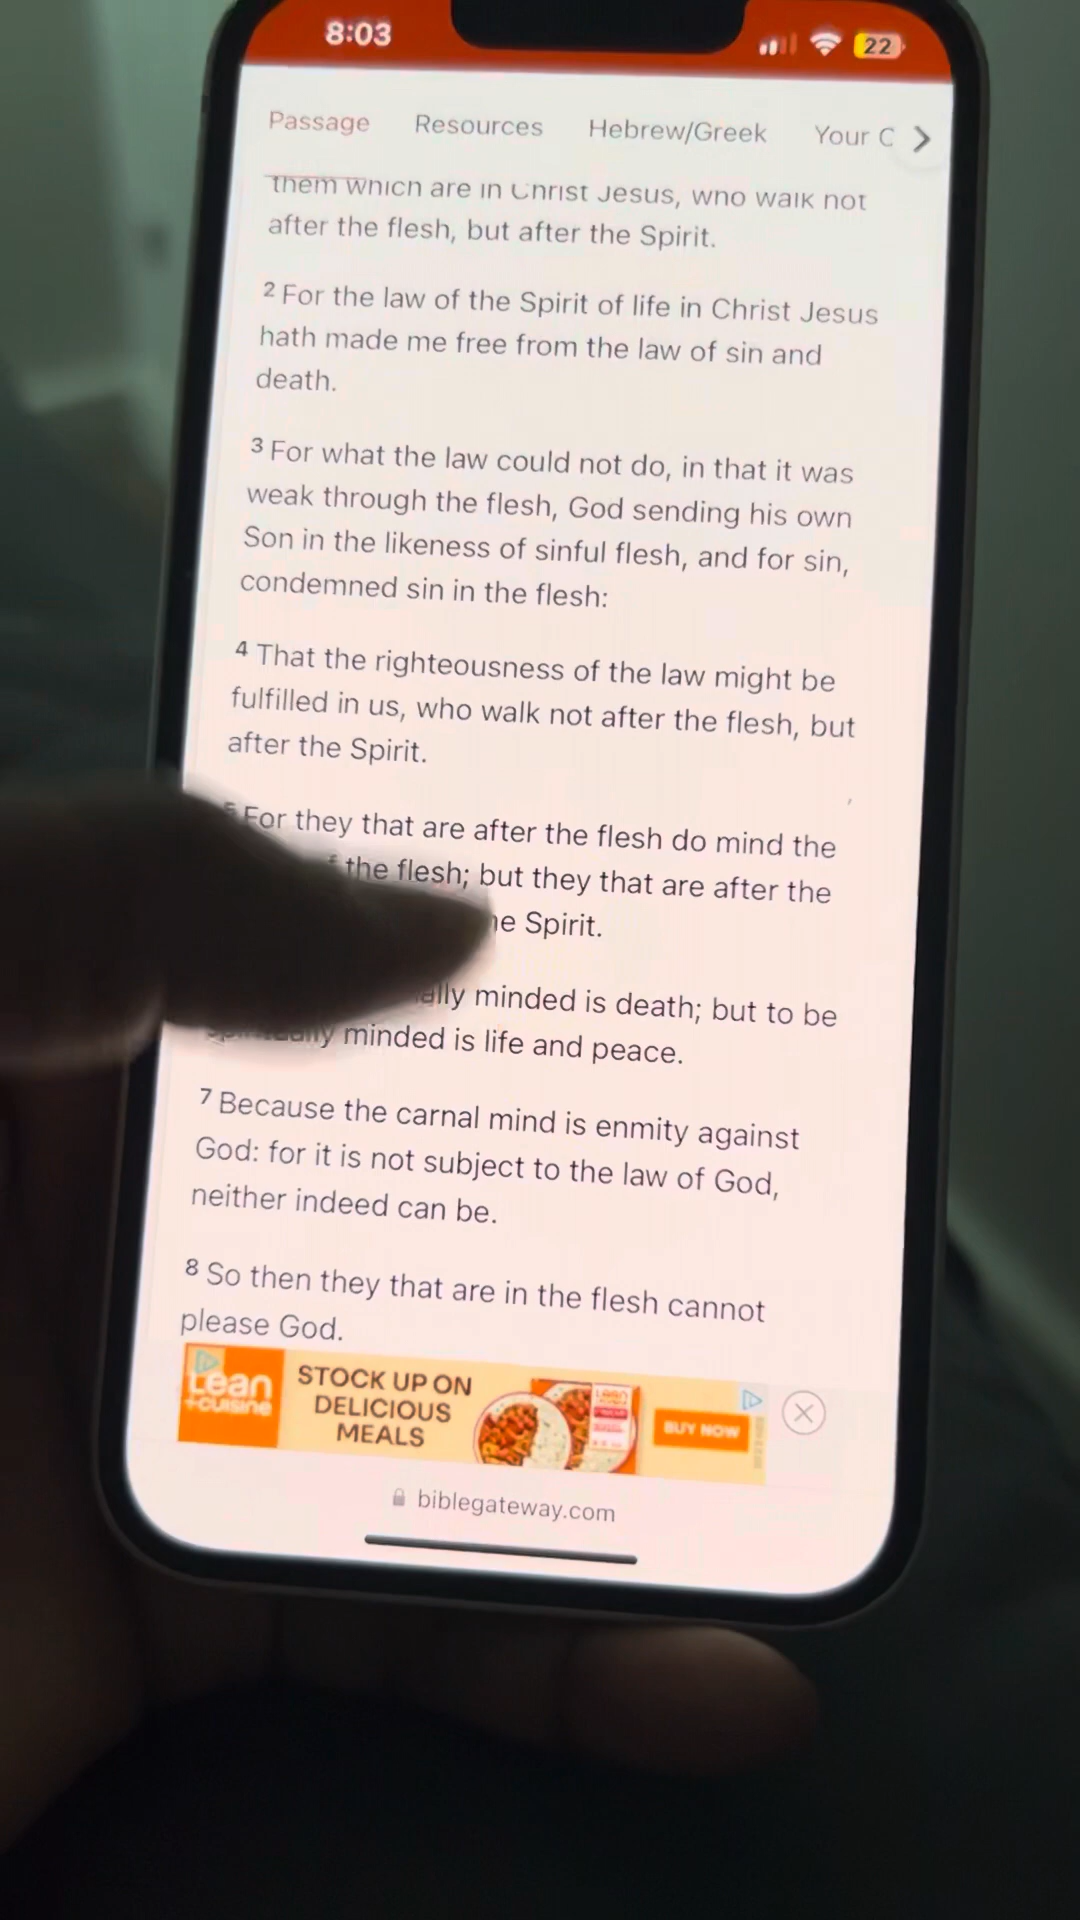 8:03
22
Passage Resources Hebrew/Greek Your C
them which are in Christ Jesus, who walk not
after the flesh, but after the Spirit.
2 For the law of the Spirit of life in Christ Jesus
hath made me free from the law of sin and
death.
3 For what the law could not do, in that it was
weak through the flesh, God sending his own
Son in the likeness of sinful flesh, and for sin,
condemned sin in the flesh:
4 That the righteousness of the law might be
fulfilled in us, who walk not after the flesh, but
after the Spirit.
5 For they that are after the flesh do mind the
the flesh; but they that are after the
he Spirit.
ally minded is death; but to be
spiritually minded is life and peace.
7 Because the carnal mind is enmity against
God: for it is not subject to the law of God,
neither indeed can be.
8 So then they that are in the flesh cannot
please God.
Lean
+cuisine
STOCK UP ON
DELICIOUS
MEALS
BUY NOW
biblegateway.com